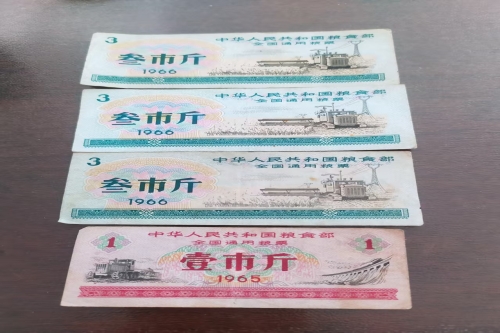 3 中华人民共和国粮食部
全国通用粮票
叁市斤
1966
3 中华人民共和国粮食部
全国通用粮票
叁市斤
1966
3 中华人民共和国粮食部
全国通用粮票
叁市斤
1966
中华人民共和国粮食部
1 全国通用粮票 1
壹市斤
1965